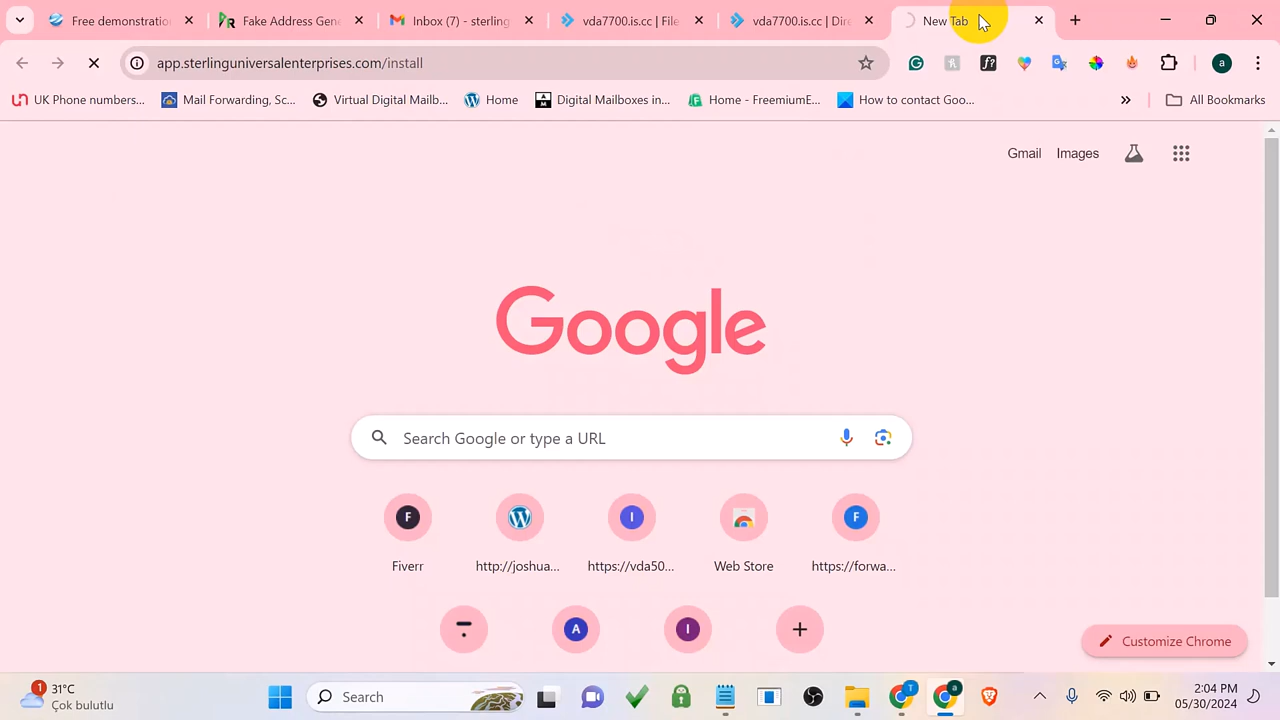 Free demonstratio
Fake Address Gen
Inbox (7) - sterling
vda7700.is.cc | File
vda7700.is.cc | Dire
New Tab
app.sterlinguniversalenterprises.com/install
a
UK Phone numbers...
Mail Forwarding, Sc...
Virtual Digital Mailb...
Home
Digital Mailboxes in...
Home - FreemiumE...
How to contact Goo...
All Bookmarks
Gmail
Images
Google
Search Google or type a URL
F
I
F
Fiverr
http://joshua...
https://vda50...
Web Store
https://forwa...
A
I
Customize Chrome
1
31°C
Çok bulutlu
Search
T
a
2:04 PM
05/30/2024